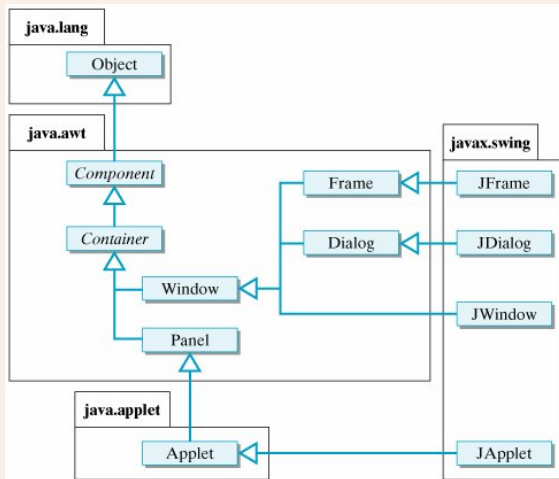 java.lang
Object
java.awt
javax.swing
Component
Frame
JFrame
Container
Dialog
JDialog
Window
JWindow
Panel
java.applet
Applet
JApplet